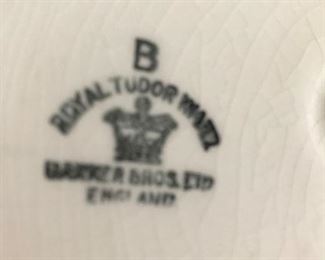 B
ROYAL TUDOR WARE
BARKER BROS. LTD
ENGLAND